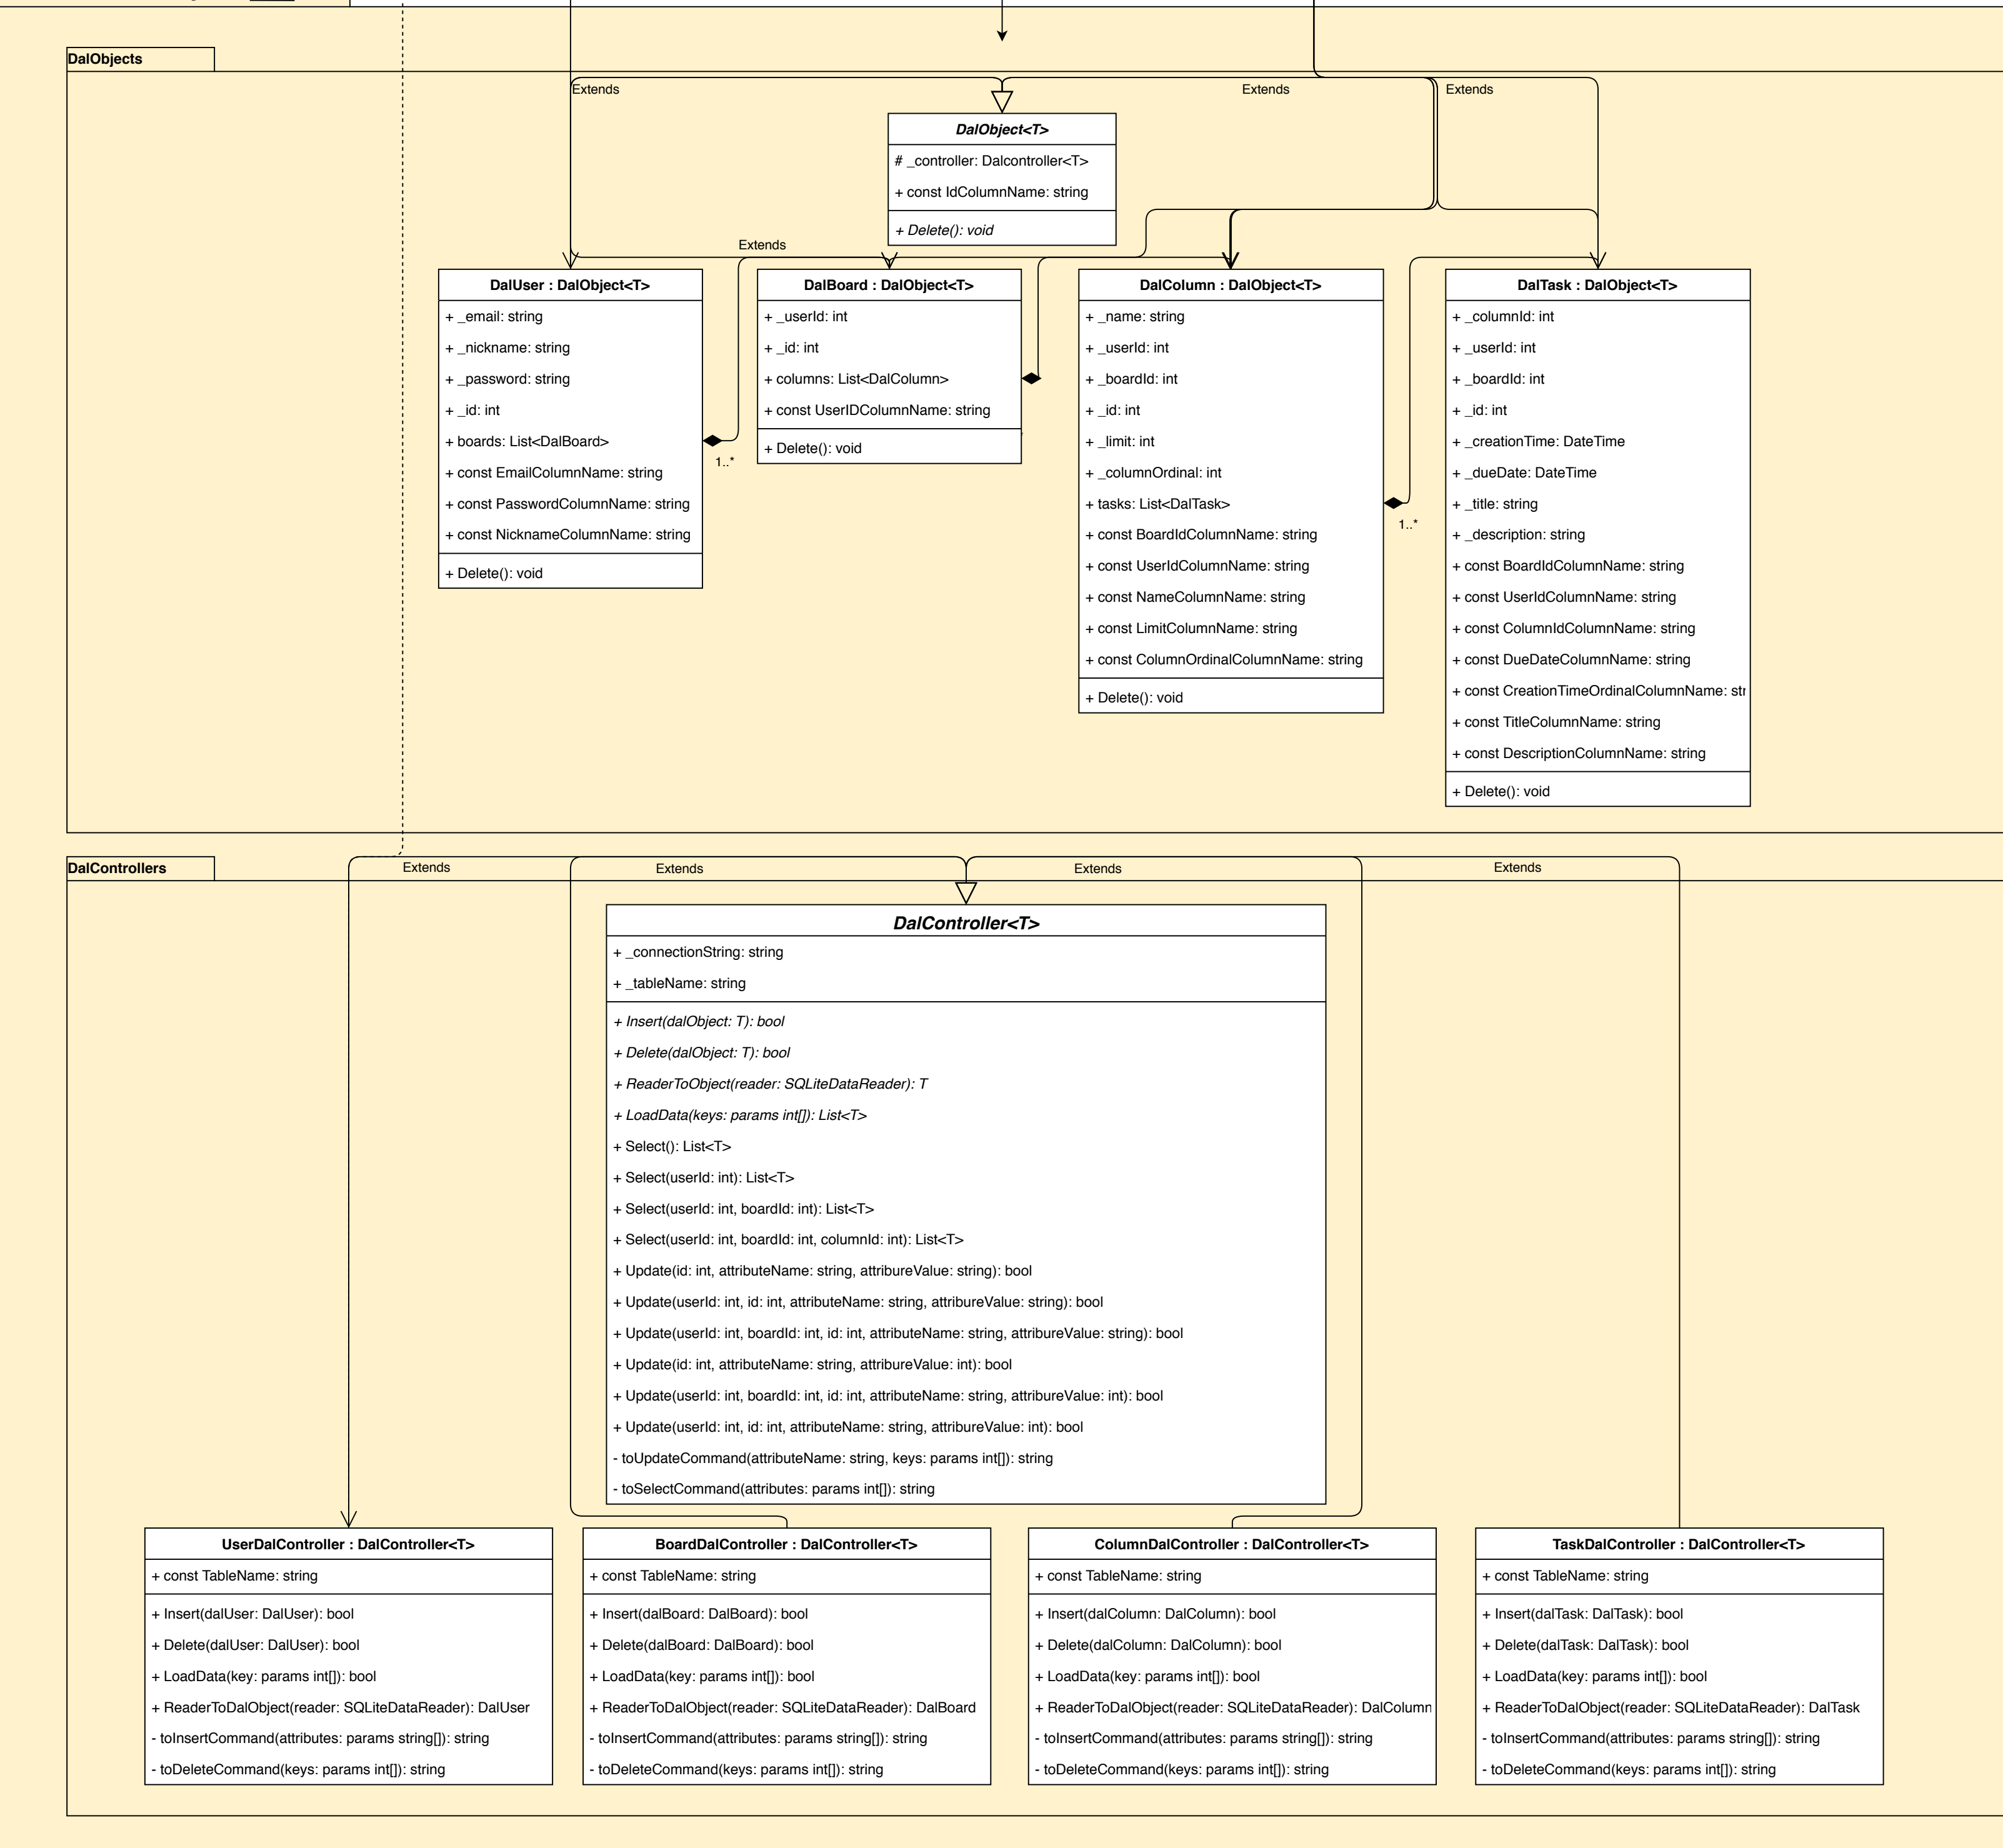 DalObjects
Extends
Extends
Extends
DalObject<T>
# _controller: Dalcontroller<T>
+ const IdColumnName: string
+ Delete(): void
Extends
DalUser : DalObject<T>
+ _email: string
+ _nickname: string
+ _password: string
+ _id: int
+ boards: List<DalBoard>
+ const EmailColumnName: string
+ const PasswordColumnName: string
+ const NicknameColumnName: string
+ Delete(): void
1..*
DalBoard : DalObject<T>
+ _userId: int
+ _id: int
+ columns: List<DalColumn>
+ const UserIDColumnName: string
+ Delete(): void
DalColumn : DalObject<T>
+ _name: string
+ _userId: int
+ _boardId: int
+ _id: int
+ _limit: int
+ _columnOrdinal: int
+ tasks: List<DalTask>
+ const BoardIdColumnName: string
+ const UserIdColumnName: string
+ const NameColumnName: string
+ const LimitColumnName: string
+ const ColumnOrdinalColumnName: string
+ Delete(): void
1..*
DalTask : DalObject<T>
+ _columnId: int
+ _userId: int
+ _boardId: int
+ _id: int
+ _creationTime: DateTime
+ _dueDate: DateTime
+ _title: string
+ _description: string
+ const BoardIdColumnName: string
+ const UserIdColumnName: string
+ const ColumnIdColumnName: string
+ const DueDateColumnName: string
+ const CreationTimeOrdinalColumnName: str
+ const TitleColumnName: string
+ const DescriptionColumnName: string
+ Delete(): void
DalControllers
Extends
Extends
Extends
Extends
DalController<T>
+ _connectionString: string
+ _tableName: string
+ Insert(dalObject: T): bool
+ Delete(dalObject: T): bool
+ ReaderToObject(reader: SQLiteDataReader): T
+ LoadData(keys: params int[]): List<T>
+ Select(): List<T>
+ Select(userId: int): List<T>
+ Select(userId: int, boardId: int): List<T>
+ Select(userId: int, boardId: int, columnId: int): List<T>
+ Update(id: int, attributeName: string, attribureValue: string): bool
+ Update(userId: int, id: int, attributeName: string, attribureValue: string): bool
+ Update(userId: int, boardId: int, id: int, attributeName: string, attribureValue: string): bool
+ Update(id: int, attributeName: string, attribureValue: int): bool
+ Update(userId: int, boardId: int, id: int, attributeName: string, attribureValue: int): bool
+ Update(userId: int, id: int, attributeName: string, attribureValue: int): bool
- toUpdateCommand(attributeName: string, keys: params int[]): string
- toSelectCommand(attributes: params int[]): string
UserDalController : DalController<T>
+ const TableName: string
+ Insert(dalUser: DalUser): bool
+ Delete(dalUser: DalUser): bool
+ LoadData(key: params int[]): bool
+ ReaderToDalObject(reader: SQLiteDataReader): DalUser
- toInsertCommand(attributes: params string[]): string
- toDeleteCommand(keys: params int[]): string
BoardDalController : DalController<T>
+ const TableName: string
+ Insert(dalBoard: DalBoard): bool
+ Delete(dalBoard: DalBoard): bool
+ LoadData(key: params int[]): bool
+ ReaderToDalObject(reader: SQLiteDataReader): DalBoard
- toInsertCommand(attributes: params string[]): string
- toDeleteCommand(keys: params int[]): string
ColumnDalController : DalController<T>
+ const TableName: string
+ Insert(dalColumn: DalColumn): bool
+ Delete(dalColumn: DalColumn): bool
+ LoadData(key: params int[]): bool
+ ReaderToDalObject(reader: SQLiteDataReader): DalColumn
- toInsertCommand(attributes: params string[]): string
- toDeleteCommand(keys: params int[]): string
TaskDalController : DalController<T>
+ const TableName: string
+ Insert(dalTask: DalTask): bool
+ Delete(dalTask: DalTask): bool
+ LoadData(key: params int[]): bool
+ ReaderToDalObject(reader: SQLiteDataReader): DalTask
- toInsertCommand(attributes: params string[]): string
- toDeleteCommand(keys: params int[]): string